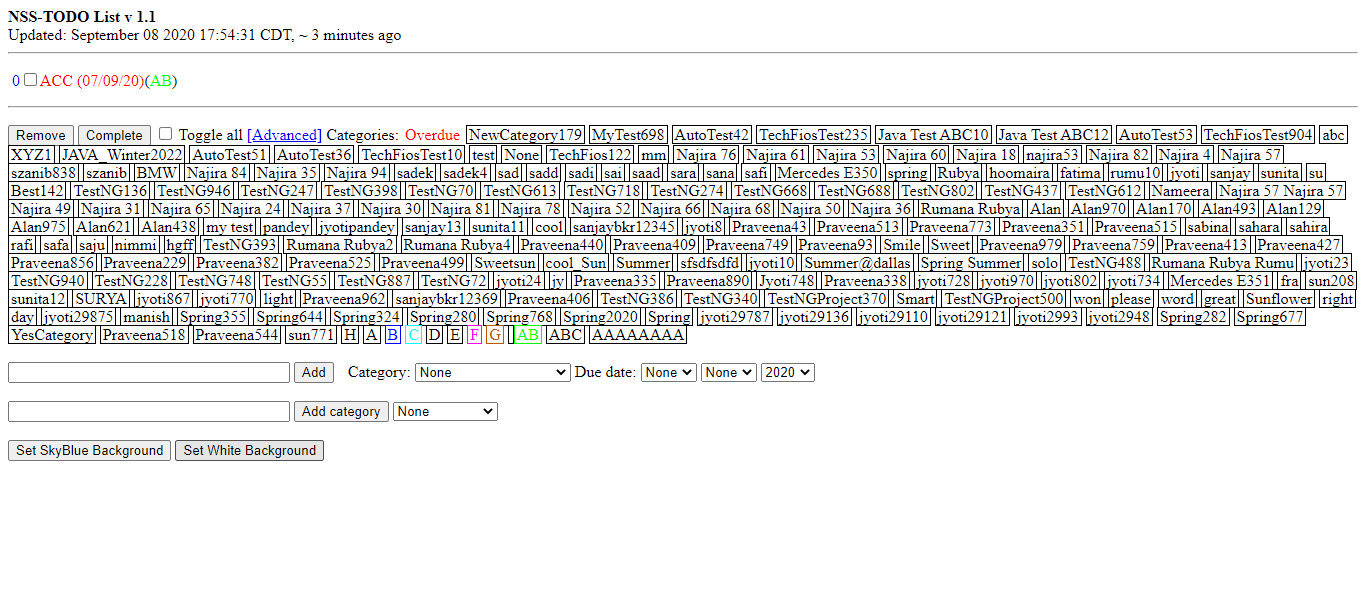 NSS-TODO List v 1.1
Updated: September 08 2020 17:54:31 CDT, ~ 3 minutes ago
0 ACC (07/09/20)(AB)
Remove Complete Toggle all [Advanced] Categories: Overdue NewCategory179 MyTest698 AutoTest42 TechFiosTest235 Java Test ABC10 Java Test ABC12 AutoTest53 TechFiosTest904 abc
XYZ1 JAVA_Winter2022 AutoTest51 AutoTest36 TechFiosTest10 test None TechFios122 mm Najira 76 Najira 61 Najira 53 Najira 60 Najira 18 najira53 Najira 82 Najira 4 Najira 57
szanib838 szanib BMW Najira 84 Najira 35 Najira 94 sadek sadek4 sad sadd sadi sai saad sara sana safi Mercedes E350 spring Rubya hoomaira fatima rumu10 jyoti sanjay sunita su
Best142 TestNG136 TestNG946 TestNG247 TestNG398 TestNG70 TestNG613 TestNG718 TestNG274 TestNG668 TestNG688 TestNG802 TestNG437 TestNG612 Nameera Najira 57 Najira 57
Najira 49 Najira 31 Najira 65 Najira 24 Najira 37 Najira 30 Najira 81 Najira 78 Najira 52 Najira 66 Najira 68 Najira 50 Najira 36 Rumana Rubya Alan Alan970 Alan170 Alan493 Alan129
Alan975 Alan621 Alan438 my test pandey jyotipandey sanjay13 sunita11 cool sanjaybkr12345 jyoti8 Praveena43 Praveena513 Praveena773 Praveena351 Praveena515 sabina sahara sahira
rafi safa saju nimmi hgff TestNG393 Rumana Rubya2 Rumana Rubya4 Praveena440 Praveena409 Praveena749 Praveena93 Smile Sweet Praveena979 Praveena759 Praveena413 Praveena427
Praveena856 Praveena229 Praveena382 Praveena525 Praveena499 Sweetsun cool_Sun Summer sfsdfsdfd jyoti10 Summer@dallas Spring Summer solo TestNG488 Rumana Rubya Rumu jyoti23
TestNG940 TestNG228 TestNG748 TestNG55 TestNG887 TestNG72 jyoti24 jy Praveena335 Praveena890 Jyoti748 Praveena338 jyoti728 jyoti970 jyoti802 jyoti734 Mercedes E351 fra sun208
sunita12 SURYA jyoti867 jyoti770 light Praveena962 sanjaybkr12369 Praveena406 TestNG386 TestNG340 TestNGProject370 Smart TestNGProject500 won please word great Sunflower right
day jyoti29875 manish Spring355 Spring644 Spring324 Spring280 Spring768 Spring2020 Spring jyoti29787 jyoti29136 jyoti29110 jyoti29121 jyoti2993 jyoti2948 Spring282 Spring677
YesCategory Praveena518 Praveena544 sun771 H A B C D E F G AB ABC AAAAAAAA
Add Category: None Due date: None None 2020
Add category None
Set SkyBlue Background Set White Background